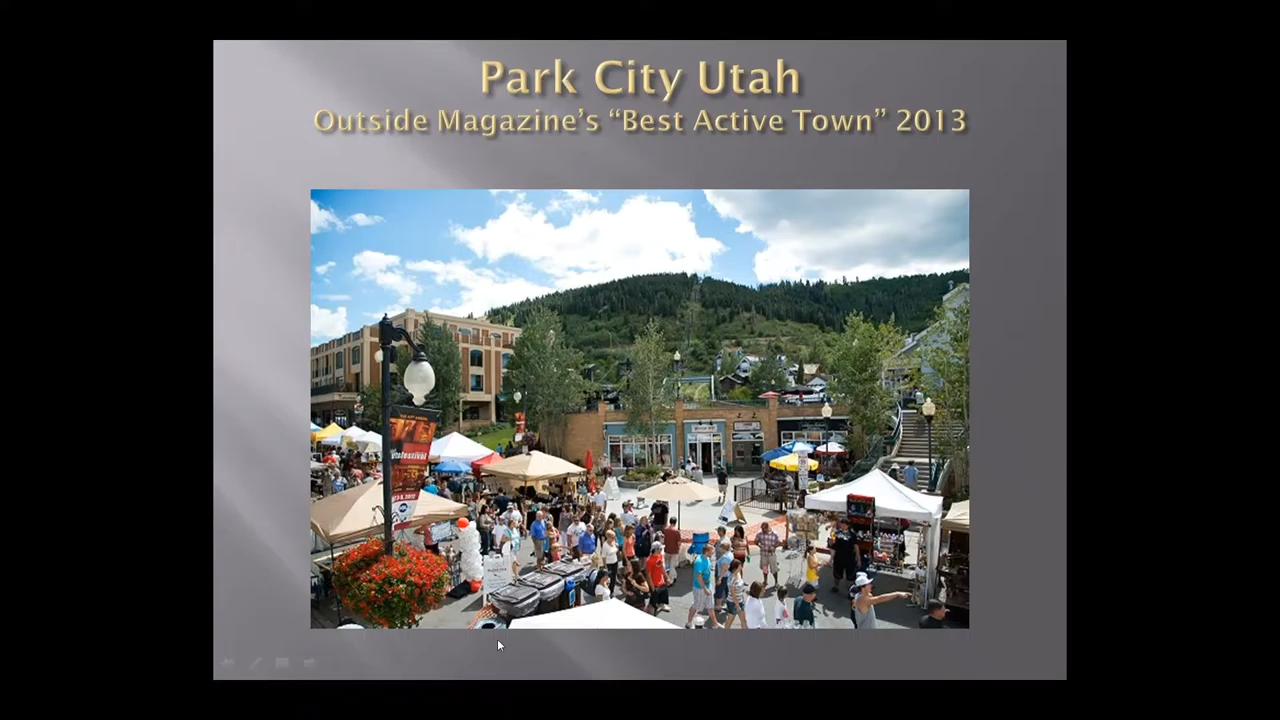 Park City Utah
Outside Magazine's “Best Active Town” 2013